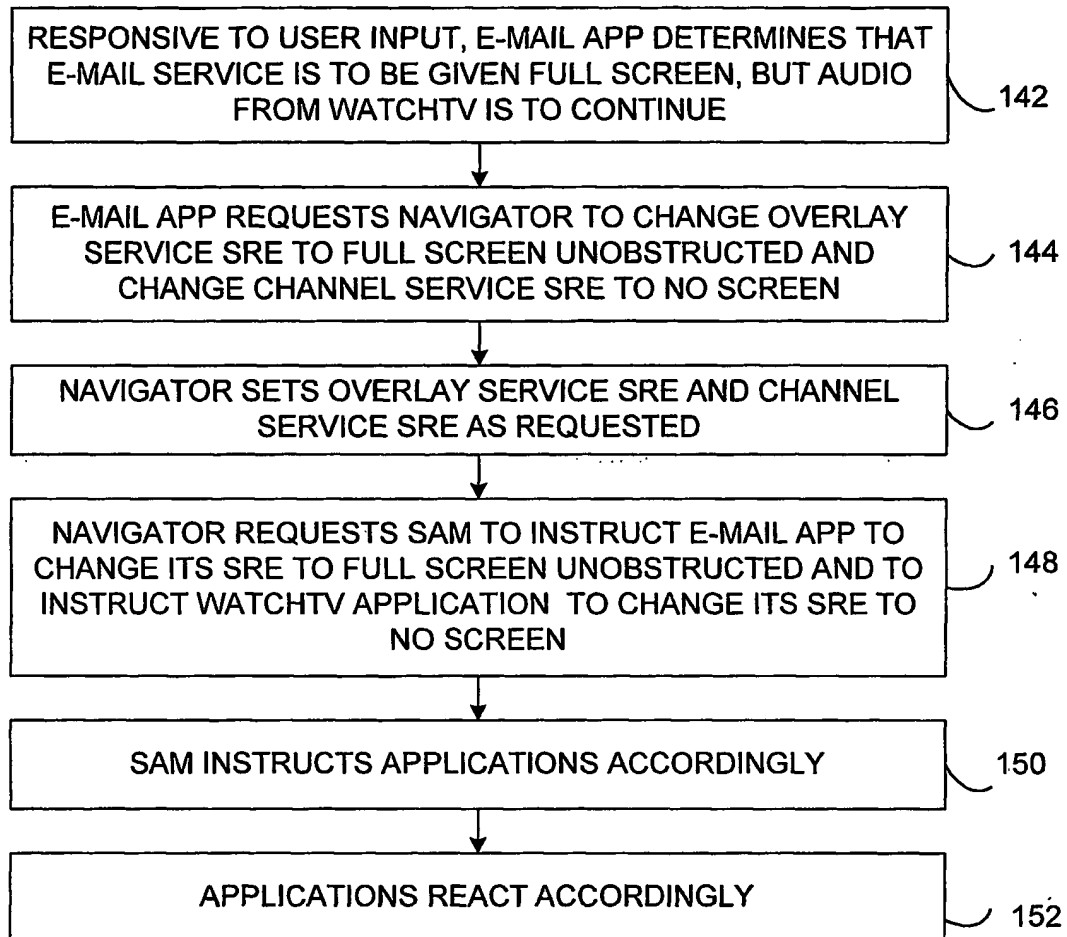 RESPONSIVE TO USER INPUT, E-MAIL APP DETERMINES THAT
E-MAIL SERVICE IS TO BE GIVEN FULL SCREEN, BUT AUDIO
FROM WATCHTV IS TO CONTINUE
142
E-MAIL APP REQUESTS NAVIGATOR TO CHANGE OVERLAY
SERVICE SRE TO FULL SCREEN UNOBSTRUCTED AND
CHANGE CHANNEL SERVICE SRE TO NO SCREEN
144
NAVIGATOR SETS OVERLAY SERVICE SRE AND CHANNEL
SERVICE SRE AS REQUESTED
146
NAVIGATOR REQUESTS SAM TO INSTRUCT E-MAIL APP TO
CHANGE ITS SRE TO FULL SCREEN UNOBSTRUCTED AND TO
INSTRUCT WATCHTV APPLICATION TO CHANGE ITS SRE TO
NO SCREEN
148
SAM INSTRUCTS APPLICATIONS ACCORDINGLY
150
APPLICATIONS REACT ACCORDINGLY
152